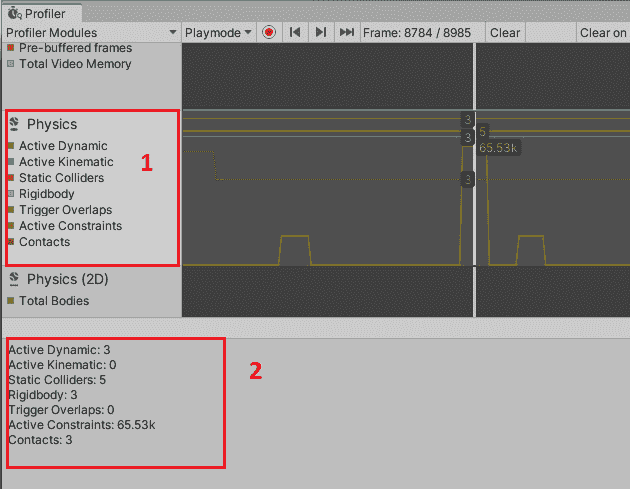 Profiler
Profiler Modules Playmode Frame: 8784 / 8985 Clear Clear on
Pre-buffered frames
Total Video Memory
Physics
Active Dynamic
Active Kinematic
Static Colliders
Rigidbody
Trigger Overlaps
Active Constraints
Contacts
1
3
3
5
65.53k
3
Physics (2D)
Total Bodies
Active Dynamic: 3
Active Kinematic: 0
Static Colliders: 5
Rigidbody: 3
Trigger Overlaps: 0
Active Constraints: 65.53k
Contacts: 3
2